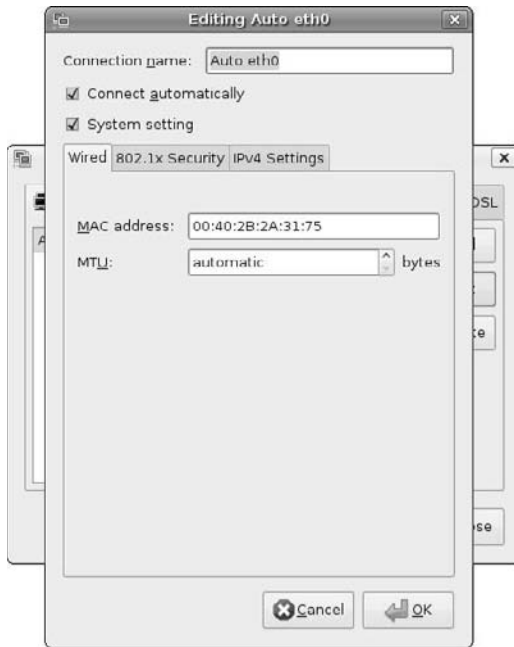 Editing Auto eth0
Connection name: Auto eth0
Connect automatically
System setting
Wired 802.1x Security IPv4 Settings
MAC address: 00:40:2B:2A:31:75
MTU: automatic bytes
DSL
Cancel OK